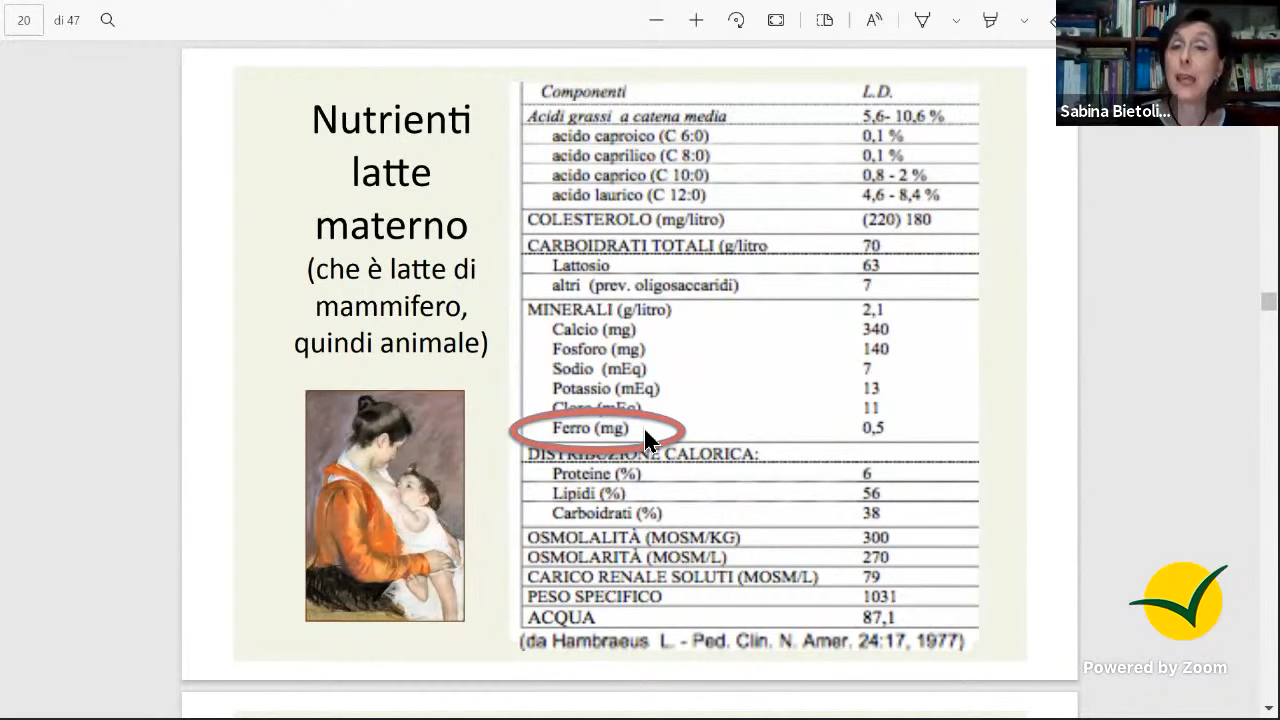 20 di 47
Sabina Bietoli...
Nutrienti
latte
materno
(che è latte di
mammifero,
quindi animale)
Componenti L.D.
Acidi grassi a catena media 5,6- 10,6 %
acido caproico (C 6:0) 0,1 %
acido caprilico (C 8:0) 0,1 %
acido caprico (C 10:0) 0,8 - 2 %
acido laurico (C 12:0) 4,6 - 8,4 %
COLESTEROLO (mg/litro) (220) 180
CARBOIDRATI TOTALI (g/litro 70
Lattosio 63
altri (prev. oligosaccaridi) 7
MINERALI (g/litro) 2,1
Calcio (mg) 340
Fosforo (mg) 140
Sodio (mEq) 7
Potassio (mEq) 13
Cloro (mEq) 11
Ferro (mg) 0,5
DISTRIBUZIONE CALORICA:
Proteine (%) 6
Lipidi (%) 56
Carboidrati (%) 38
OSMOLALITÀ (MOSM/KG) 300
OSMOLARITÀ (MOSM/L) 270
CARICO RENALE SOLUTI (MOSM/L) 79
PESO SPECIFICO 1031
ACQUA 87,1
(da Hambraeus L. - Ped. Clin. N. Amer. 24:17, 1977)
Powered by Zoom